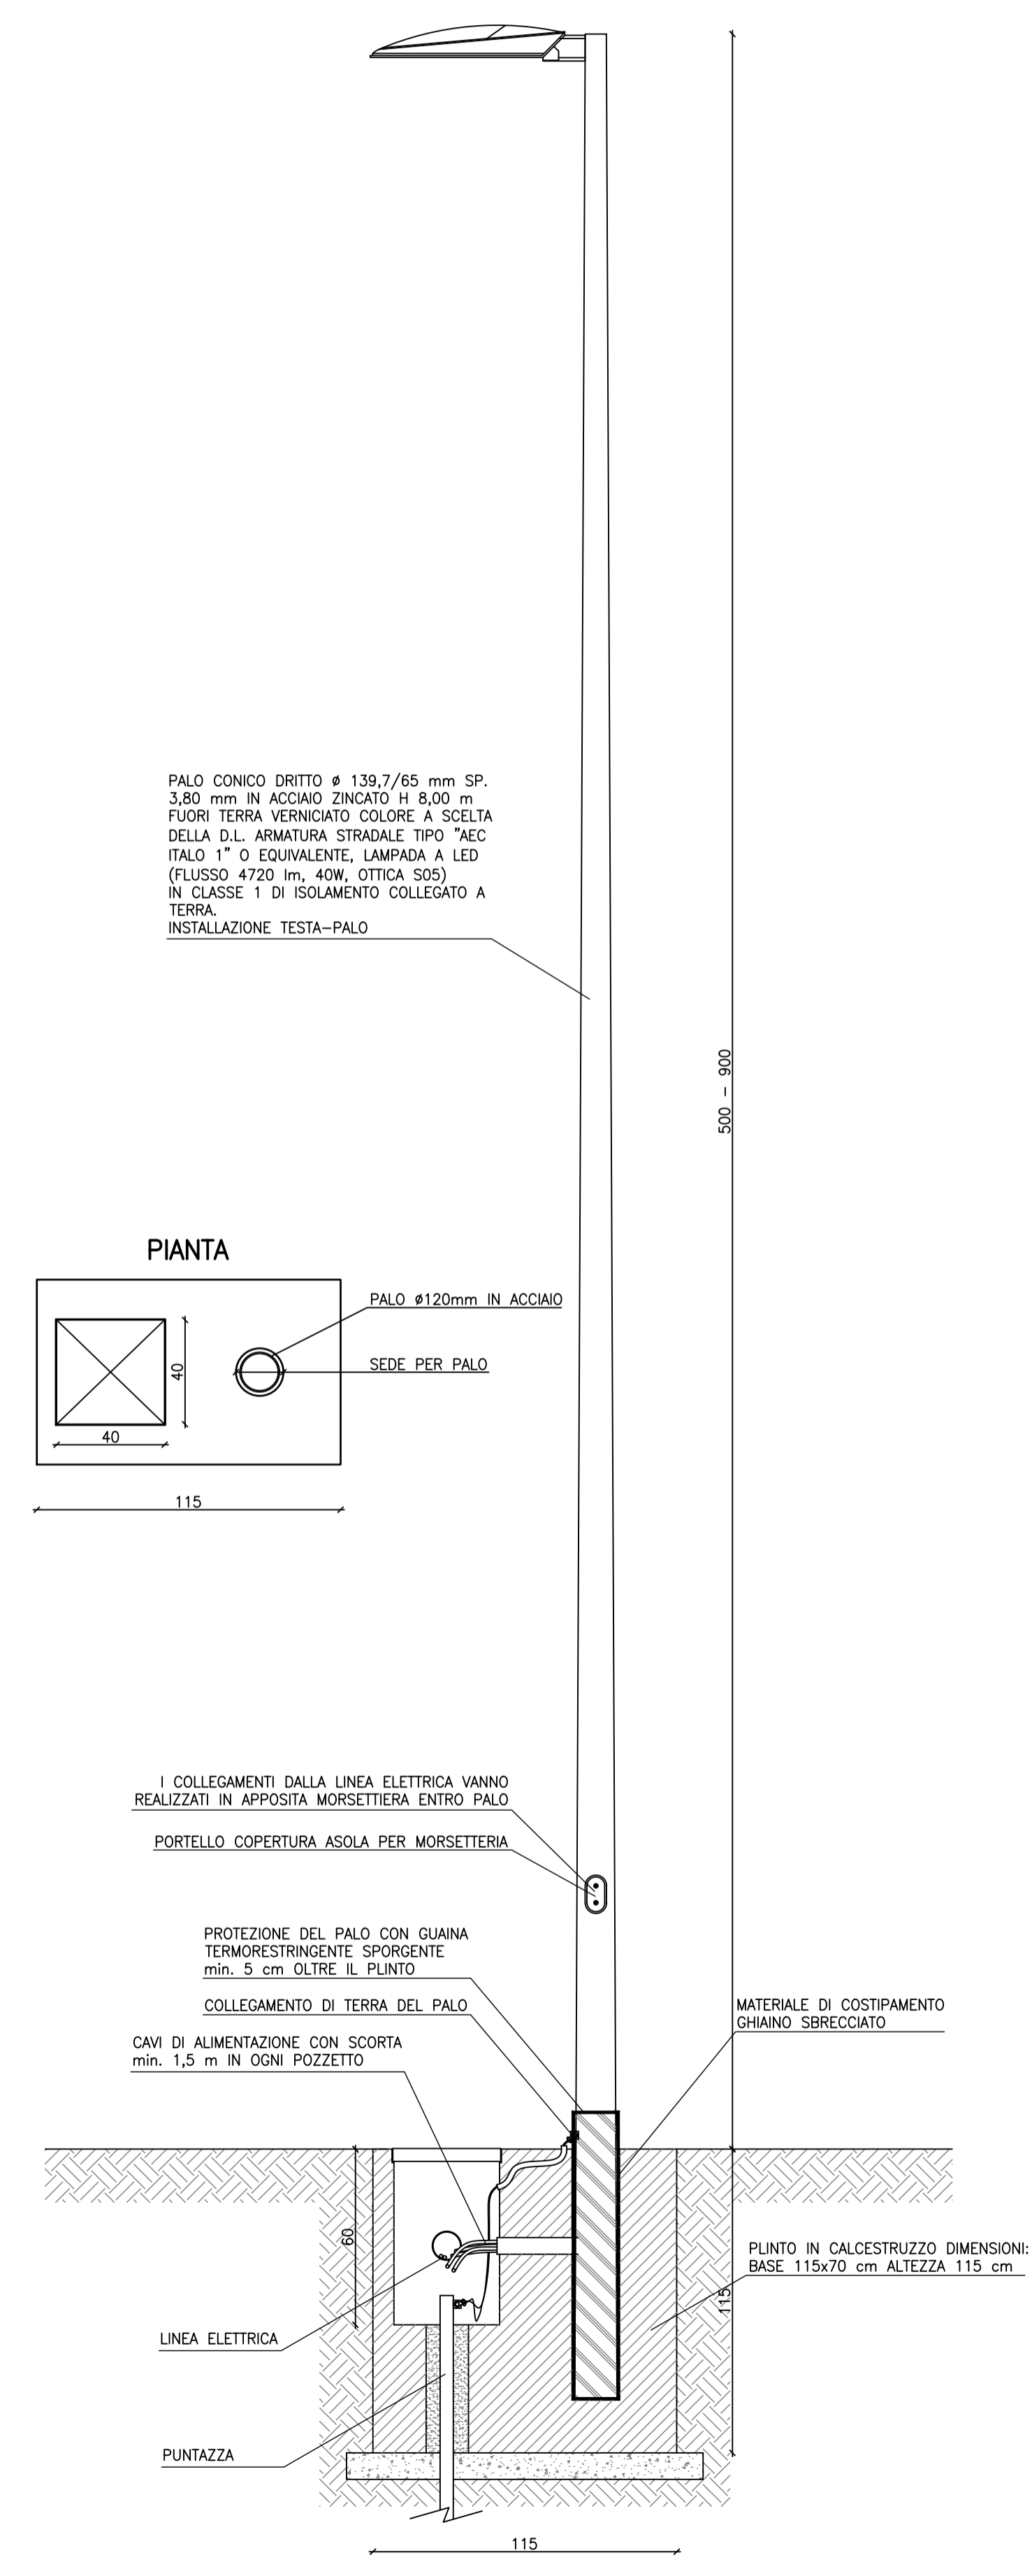 PALO CONICO DRITTO ø 139,7/65 mm SP.
3,80 mm IN ACCIAIO ZINCATO H 8,00 m
FUORI TERRA VERNICIATO COLORE A SCELTA
DELLA D.L. ARMATURA STRADALE TIPO "AEC
ITALO 1" O EQUIVALENTE, LAMPADA A LED
(FLUSSO 4720 lm, 40W, OTTICA S05)
IN CLASSE 1 DI ISOLAMENTO COLLEGATO A
TERRA.
INSTALLAZIONE TESTA-PALO
500 - 900
PIANTA
PALO ø120mm IN ACCIAIO
SEDE PER PALO
40
40
115
I COLLEGAMENTI DALLA LINEA ELETTRICA VANNO
REALIZZATI IN APPOSITA MORSETTIERA ENTRO PALO
PORTELLO COPERTURA ASOLA PER MORSETTERIA
PROTEZIONE DEL PALO CON GUAINA
TERMORESTRINGENTE SPORGENTE
min. 5 cm OLTRE IL PLINTO
COLLEGAMENTO DI TERRA DEL PALO
MATERIALE DI COSTIPAMENTO
GHIAINO SBRECCIATO
CAVI DI ALIMENTAZIONE CON SCORTA
min. 1,5 m IN OGNI POZZETTO
60
PLINTO IN CALCESTRUZZO DIMENSIONI:
BASE 115x70 cm ALTEZZA 115 cm
115
LINEA ELETTRICA
PUNTAZZA
115